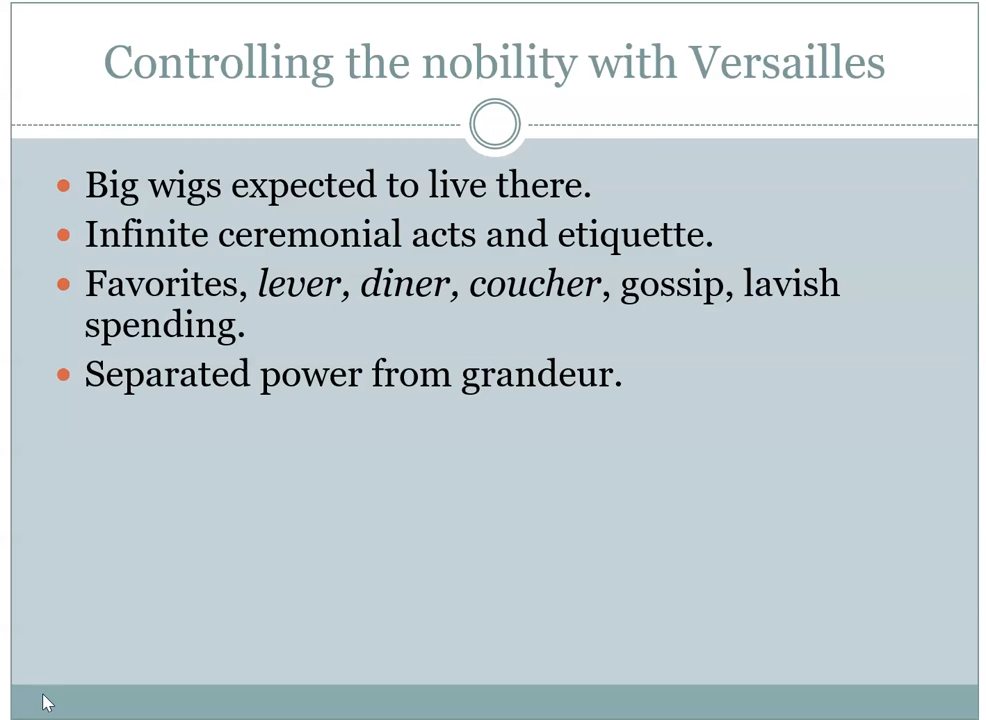 Controlling the nobility with Versailles
Big wigs expected to live there.
Infinite ceremonial acts and etiquette.
Favorites, lever, diner, coucher, gossip, lavish
spending.
Separated power from grandeur.